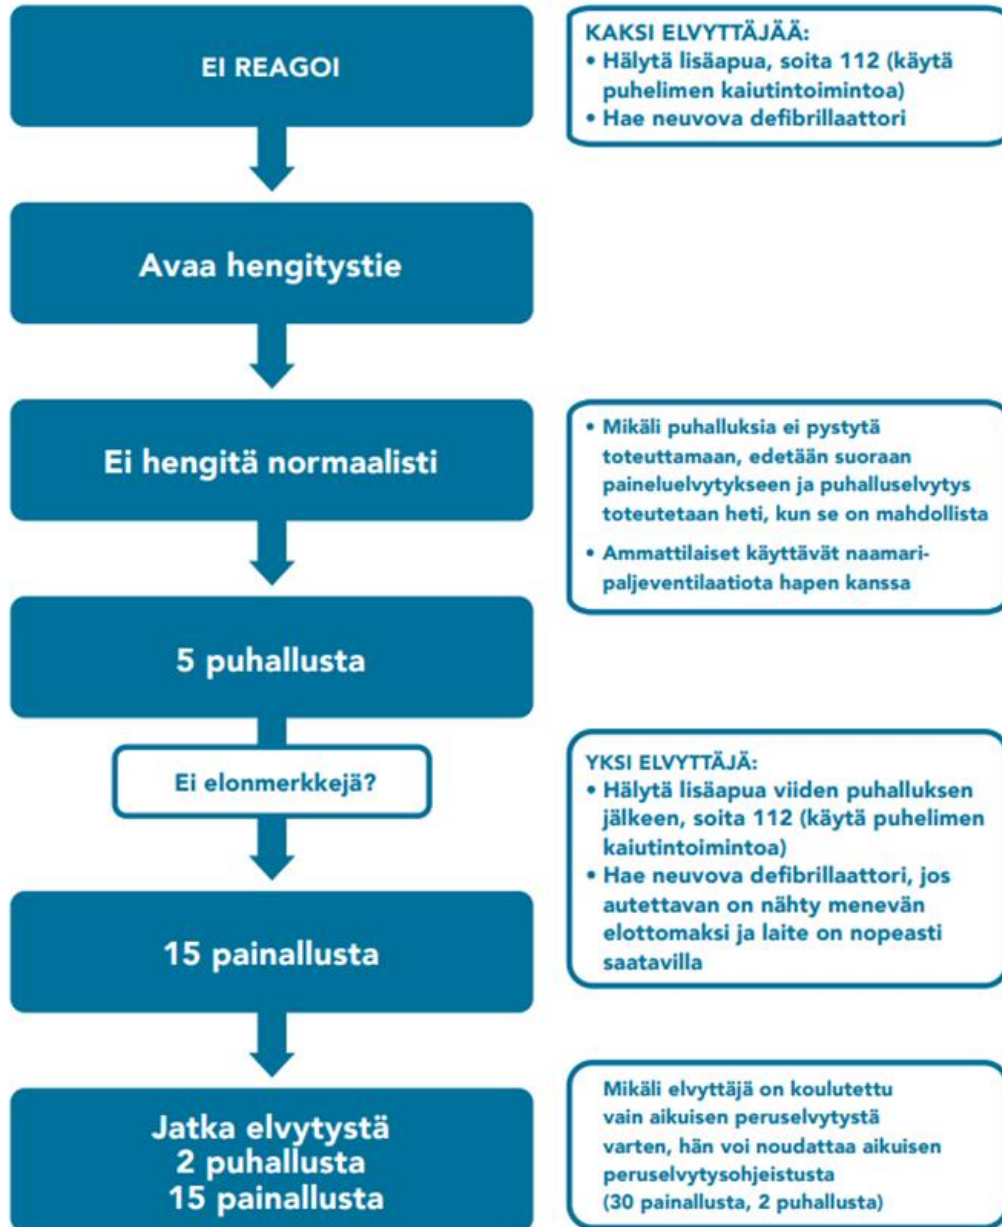 EI REAGOI
KAKSI ELVYTTÄJÄÄ:
• Hälytä lisäapua, soita 112 (käytä
puhelimen kaiutintoimintoa)
• Hae neuvova defibrillaattori
Avaa hengitystie
Ei hengitä normaalisti
• Mikäli puhalluksia ei pystytä
toteuttamaan, edetään suoraan
paineluelvytykseen ja puhalluselvytys
toteutetaan heti, kun se on mahdollista
• Ammattilaiset käyttävät naamari-
paljeventilaatiota hapen kanssa
5 puhallusta
Ei elonmerkkejä?
YKSI ELVYTTÄJÄ:
• Hälytä lisäapua viiden puhalluksen
jälkeen, soita 112 (käytä puhelimen
kaiutintoimintoa)
• Hae neuvova defibrillaattori, jos
autettavan on nähty menevän
elottomaksi ja laite on nopeasti
saatavilla
15 painallusta
Jatka elvytystä
2 puhallusta
15 painallusta
Mikäli elvyttäjä on koulutettu
vain aikuisen peruselvytystä
varten, hän voi noudattaa aikuisen
peruselvytysohjeistusta
(30 painallusta, 2 puhallusta)